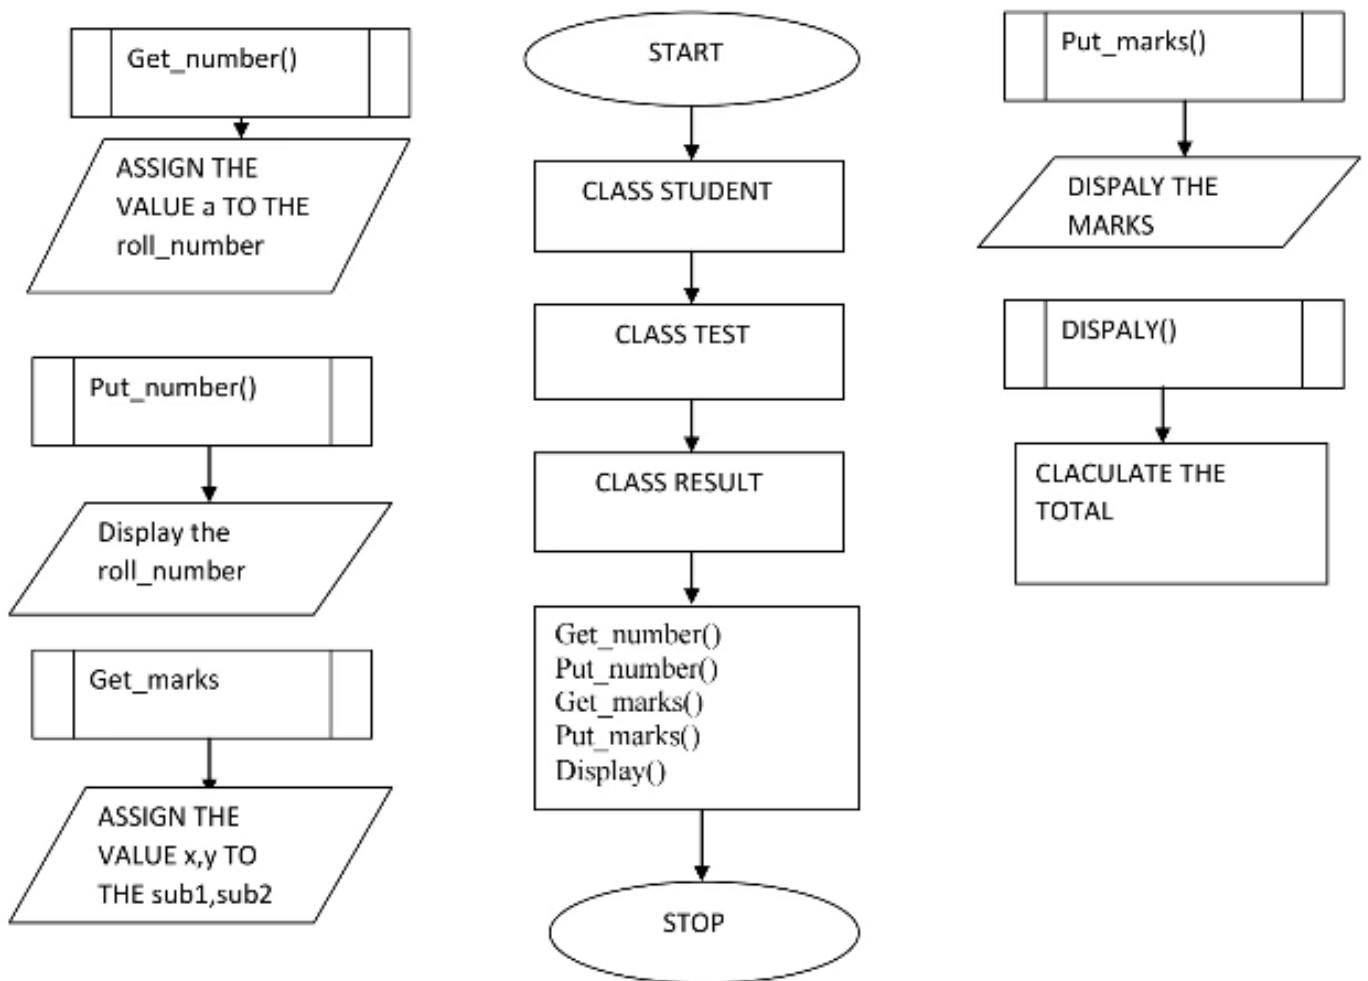 Get_number()
ASSIGN THE
VALUE a TO THE
roll_number
Put_number()
Display the
roll_number
Get_marks
ASSIGN THE
VALUE x,y TO
THE sub1,sub2
START
CLASS STUDENT
CLASS TEST
CLASS RESULT
Get_number()
Put_number()
Get_marks()
Put_marks()
Display()
STOP
Put_marks()
DISPALY THE
MARKS
DISPALY()
CLACULATE THE
TOTAL